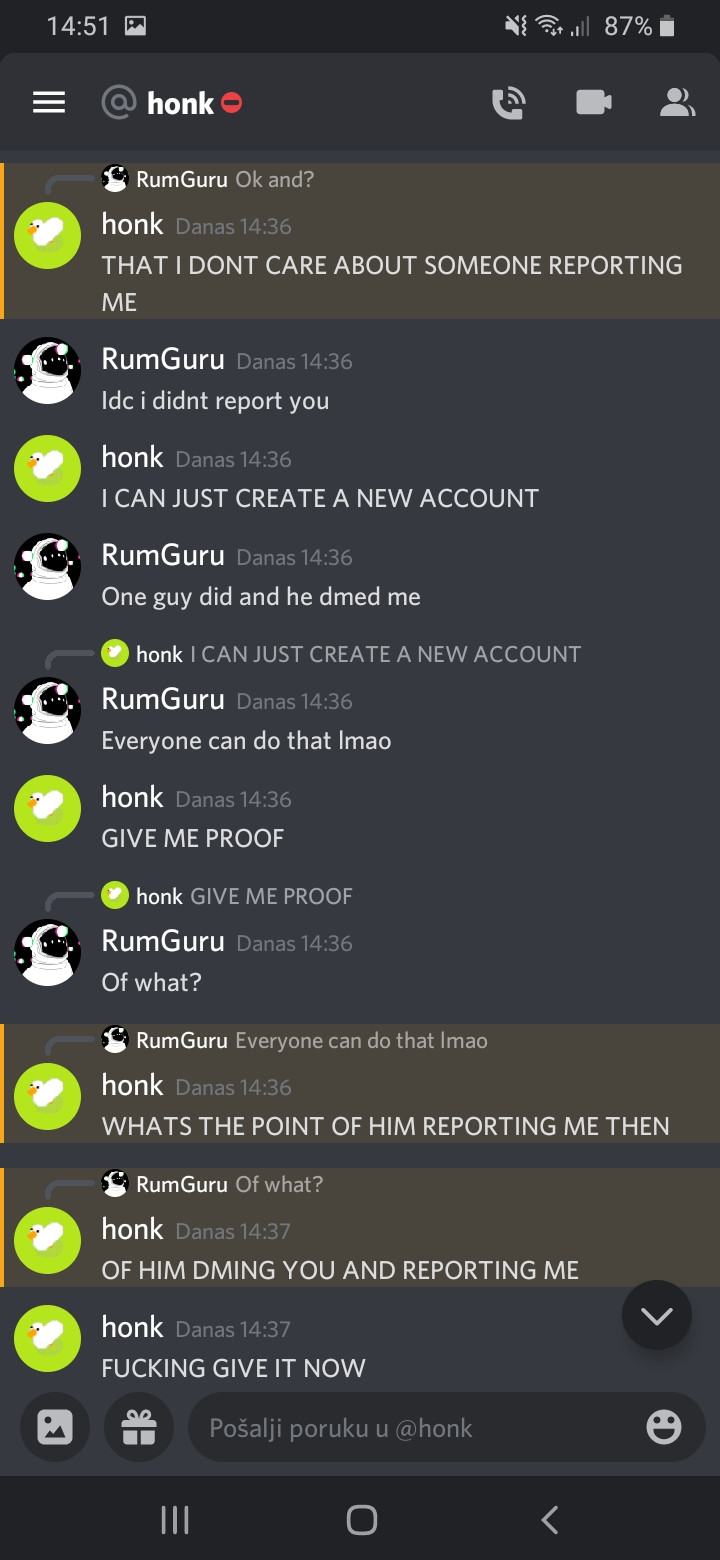 14:51
87%
@ honk
RumGuru Ok and?
honk Danas 14:36
THAT I DONT CARE ABOUT SOMEONE REPORTING
ME
RumGuru Danas 14:36
Idc i didnt report you
honk Danas 14:36
I CAN JUST CREATE A NEW ACCOUNT
RumGuru Danas 14:36
One guy did and he dmed me
honk I CAN JUST CREATE A NEW ACCOUNT
RumGuru Danas 14:36
Everyone can do that lmao
honk Danas 14:36
GIVE ME PROOF
honk GIVE ME PROOF
RumGuru Danas 14:36
Of what?
RumGuru Everyone can do that lmao
honk Danas 14:36
WHATS THE POINT OF HIM REPORTING ME THEN
RumGuru Of what?
honk Danas 14:37
OF HIM DMING YOU AND REPORTING ME
honk Danas 14:37
FUCKING GIVE IT NOW
Pošalji poruku u @honk